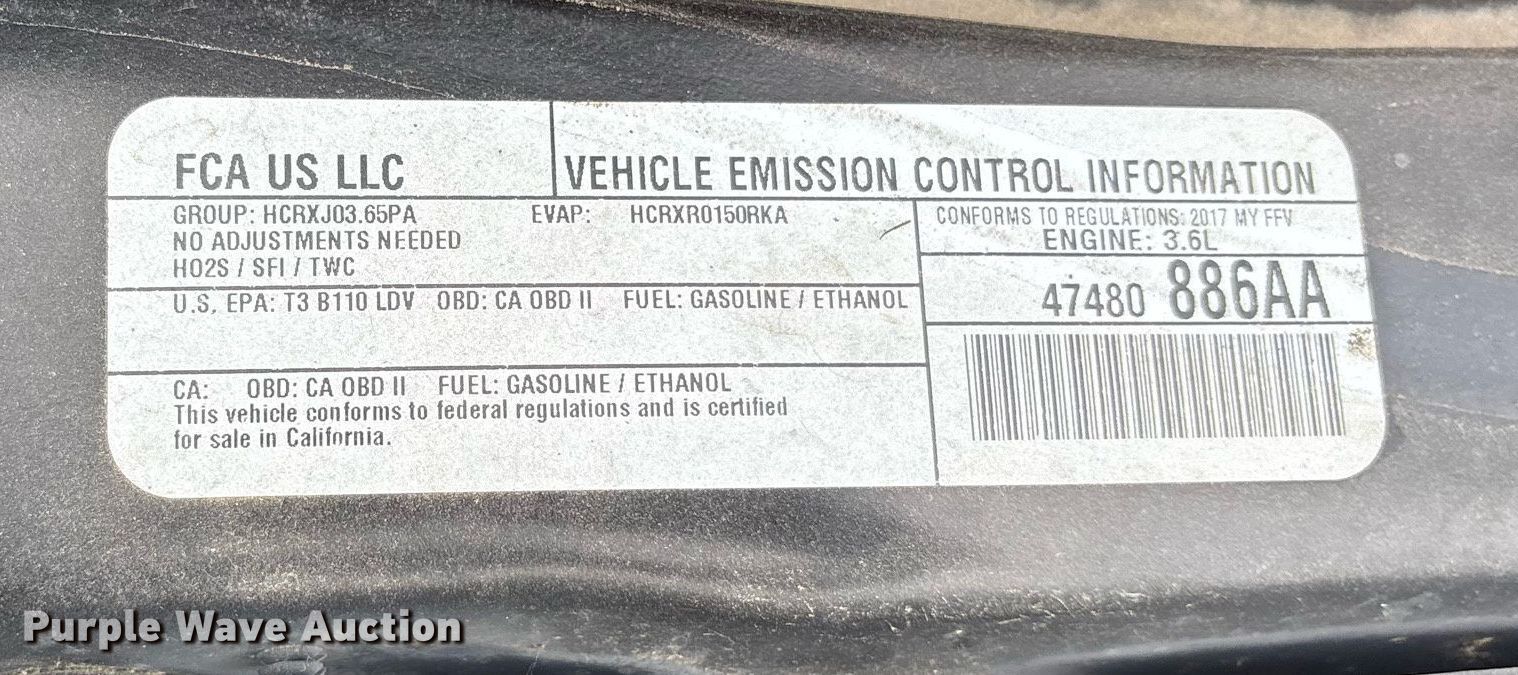 FCA US LLC
VEHICLE EMISSION CONTROL INFORMATION
GROUP: HCRXJ03.65PA EVAP: HCRXR0150RKA
NO ADJUSTMENTS NEEDED
HO2S / SFI / TWC
CONFORMS TO REGULATIONS: 2017 MY FFV
ENGINE: 3.6L
U.S. EPA: T3 B110 LDV OBD: CA OBD II FUEL: GASOLINE / ETHANOL
47480 886AA
CA: OBD: CA OBD II FUEL: GASOLINE / ETHANOL
This vehicle conforms to federal regulations and is certified
for sale in California.
Purple Wave Auction